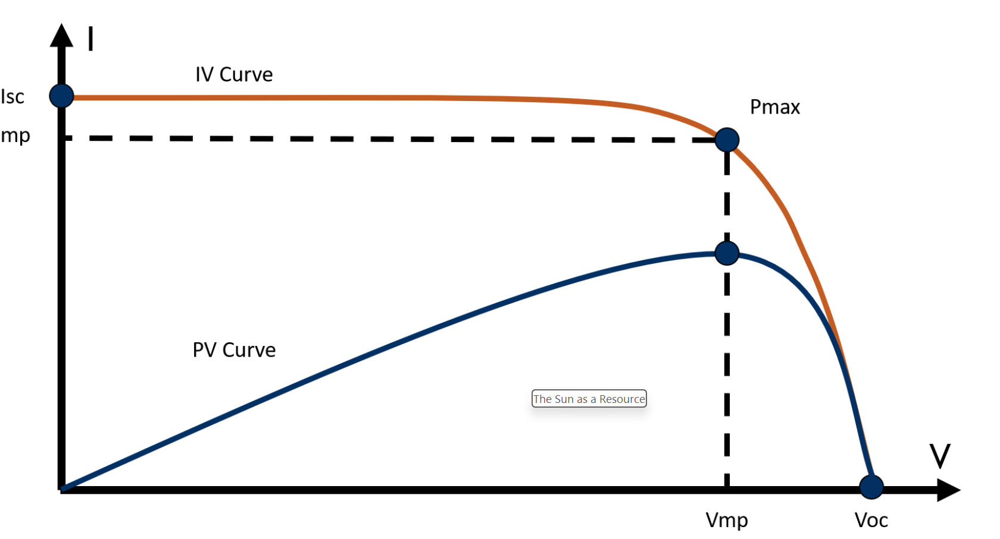 I
IV Curve
Isc
Pmax
mp
PV Curve
The Sun as a Resource
V
Vmp
Voc